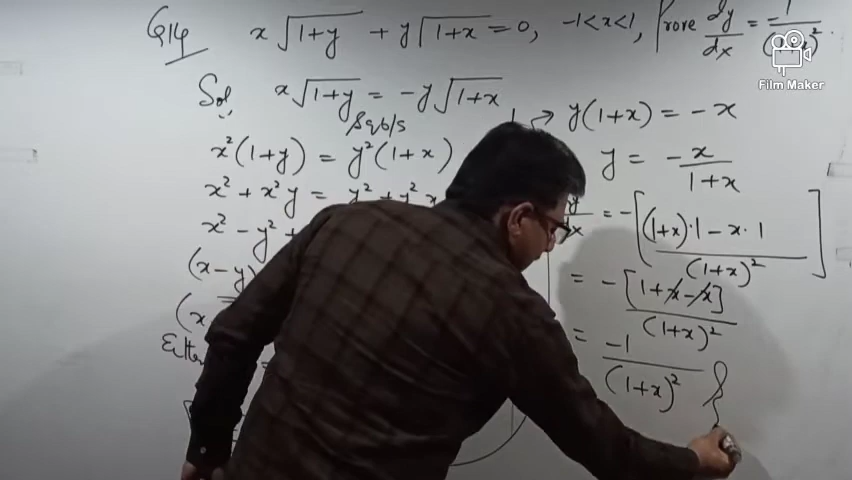 Q14 x√(1+y) + y√(1+x) = 0, -1<x<1, Prove dy/dx = -1/(1+x)²
Film Maker
Sol x√(1+y) = -y√(1+x)
Sq b/s
x²(1+y) = y²(1+x)
x² + x²y = y² + y² x
x² - y² +
(x-y)
(x
y(1+x) = -x
y = -x/(1+x)
y/dx = -[((1+x)·1 - x·1)/(1+x)²]
= -[1+x-x]/(1+x)²
= -1/(1+x)²